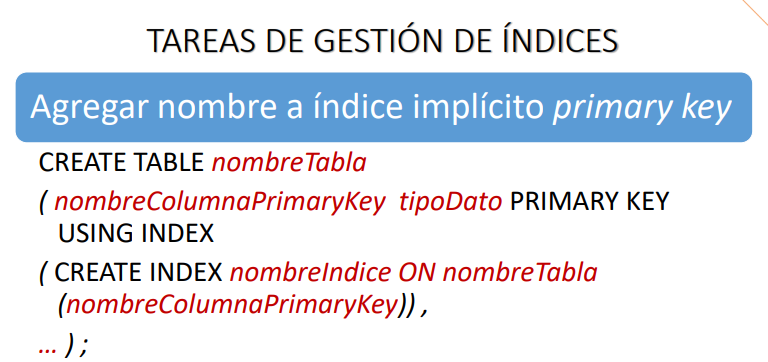 TAREAS DE GESTIÓN DE ÍNDICES
Agregar nombre a índice implícito primary key
CREATE TABLE nombreTabla
( nombreColumnaPrimaryKey tipoDato PRIMARY KEY
USING INDEX
( CREATE INDEX nombreIndice ON nombreTabla
(nombreColumnaPrimaryKey)) ,
... ) ;